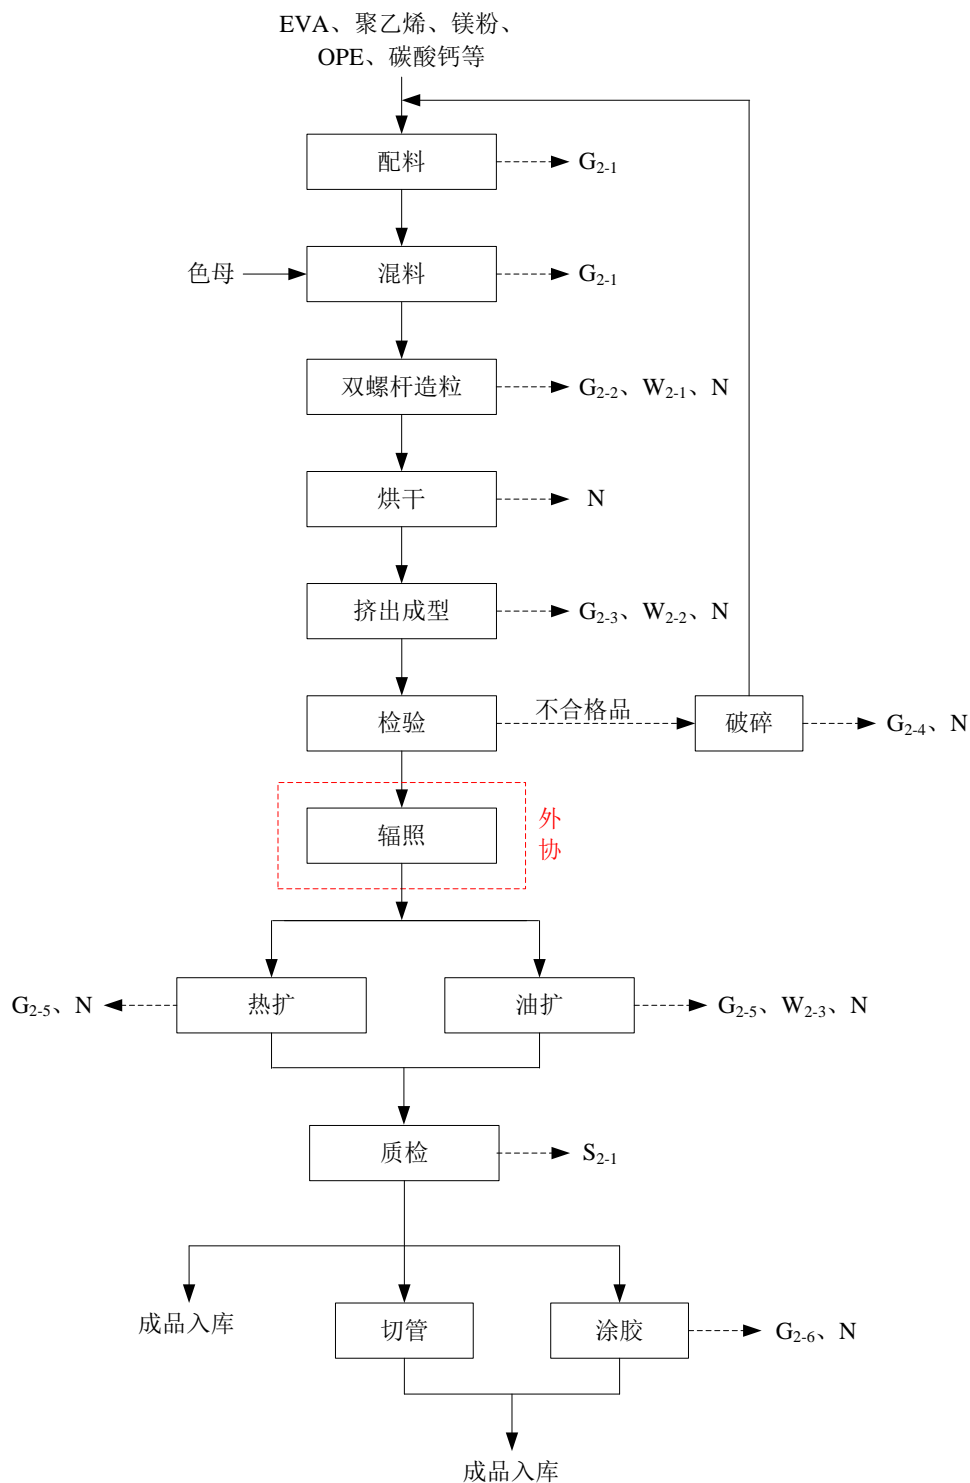 EVA、聚乙烯、镁粉、
OPE、碳酸钙等
配料
G2-1
色母
混料
G2-1
双螺杆造粒
G2-2、W2-1、N
烘干
N
挤出成型
G2-3、W2-2、N
检验
不合格品
破碎
G2-4、N
辐照
外
协
G2-5、N
热扩
油扩
G2-5、W2-3、N
质检
S2-1
成品入库
切管
涂胶
G2-6、N
成品入库